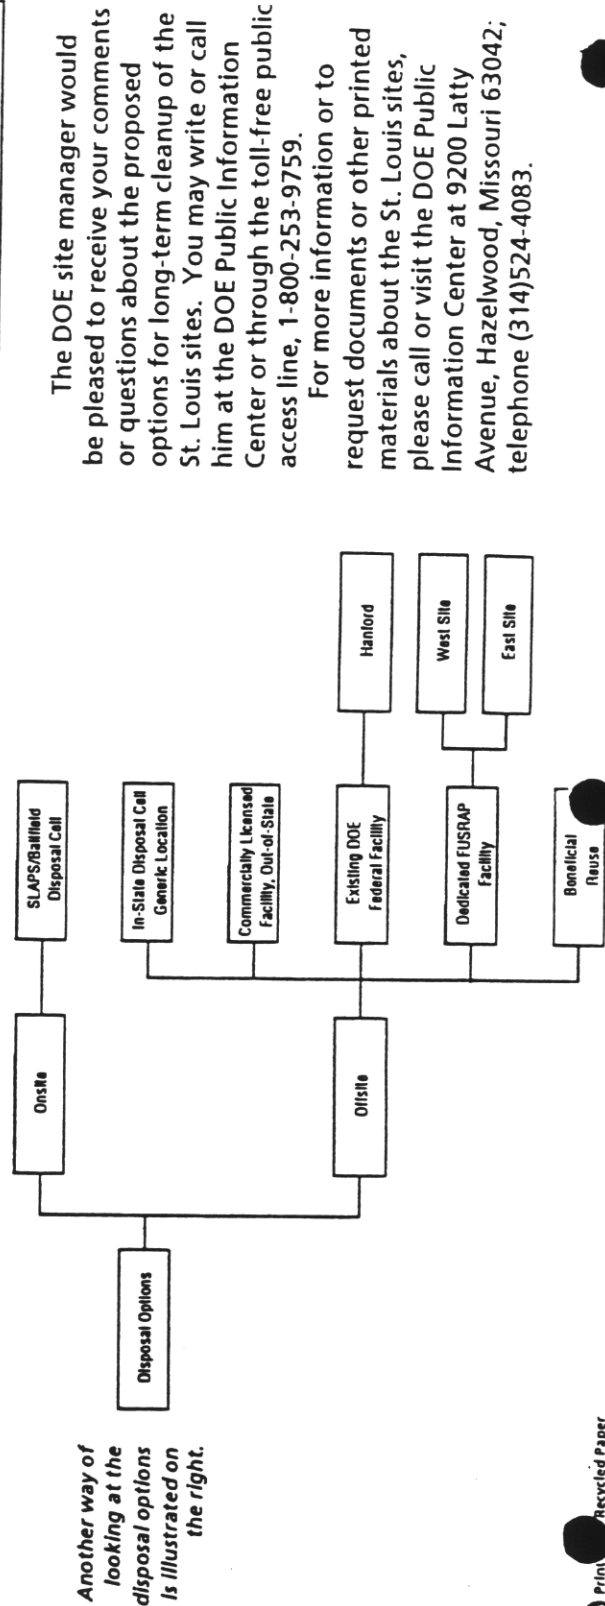 Another way of
looking at the
disposal options
is illustrated on
the right.
Disposal Options
Onsite
Offsite
SLAPS/Ballfield
Disposal Cell
In-State Disposal Cell
Generic Location
Commercially Licensed
Facility, Out-of-State
Existing DOE
Federal Facility
Dedicated FUSRAP
Facility
Beneficial
Reuse
Hanford
West Site
East Site
The DOE site manager would
be pleased to receive your comments
or questions about the proposed
options for long-term cleanup of the
St. Louis sites. You may write or call
him at the DOE Public Information
Center or through the toll-free public
access line, 1-800-253-9759.
For more information or to
request documents or other printed
materials about the St. Louis sites,
please call or visit the DOE Public
Information Center at 9200 Latty
Avenue, Hazelwood, Missouri 63042;
telephone (314)524-4083.
Recycled Paper